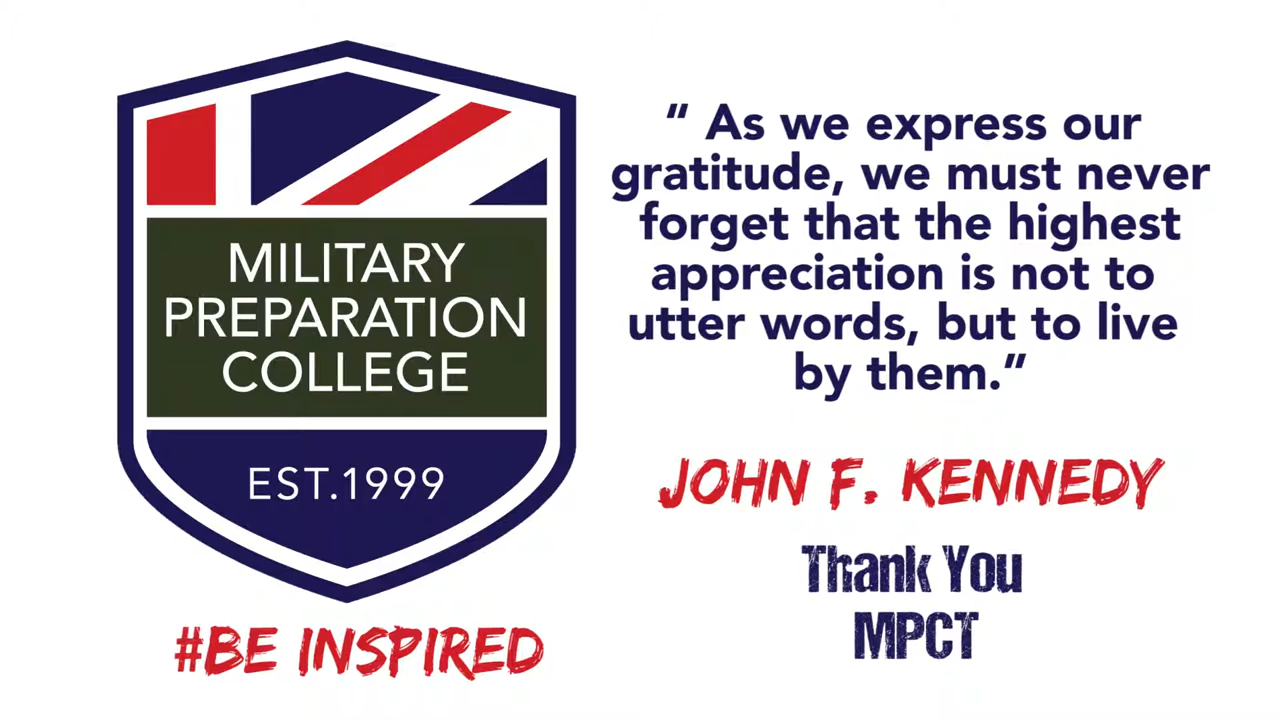 MILITARY
PREPARATION
COLLEGE
EST.1999
#BE INSPIRED
“ As we express our
gratitude, we must never
forget that the highest
appreciation is not to
utter words, but to live
by them.”
JOHN F. KENNEDY
Thank You
MPCT